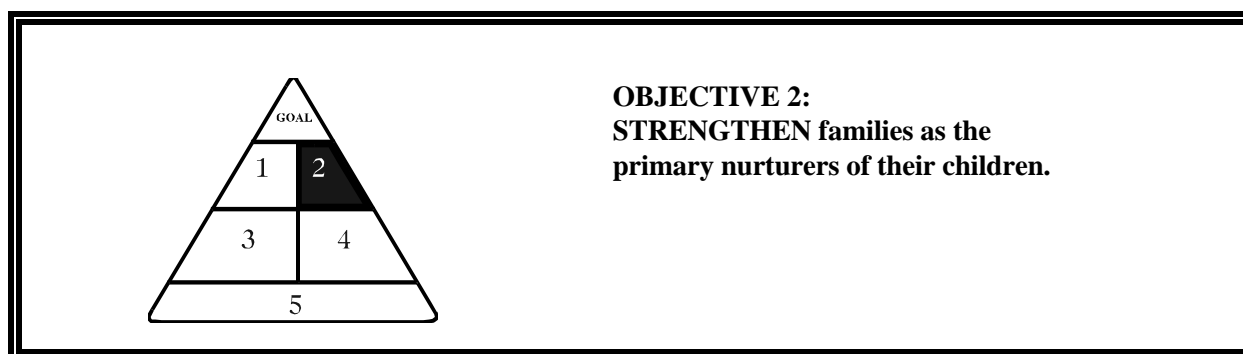 GOAL
1 2
3 4
5
OBJECTIVE 2:
STRENGTHEN families as the
primary nurturers of their children.